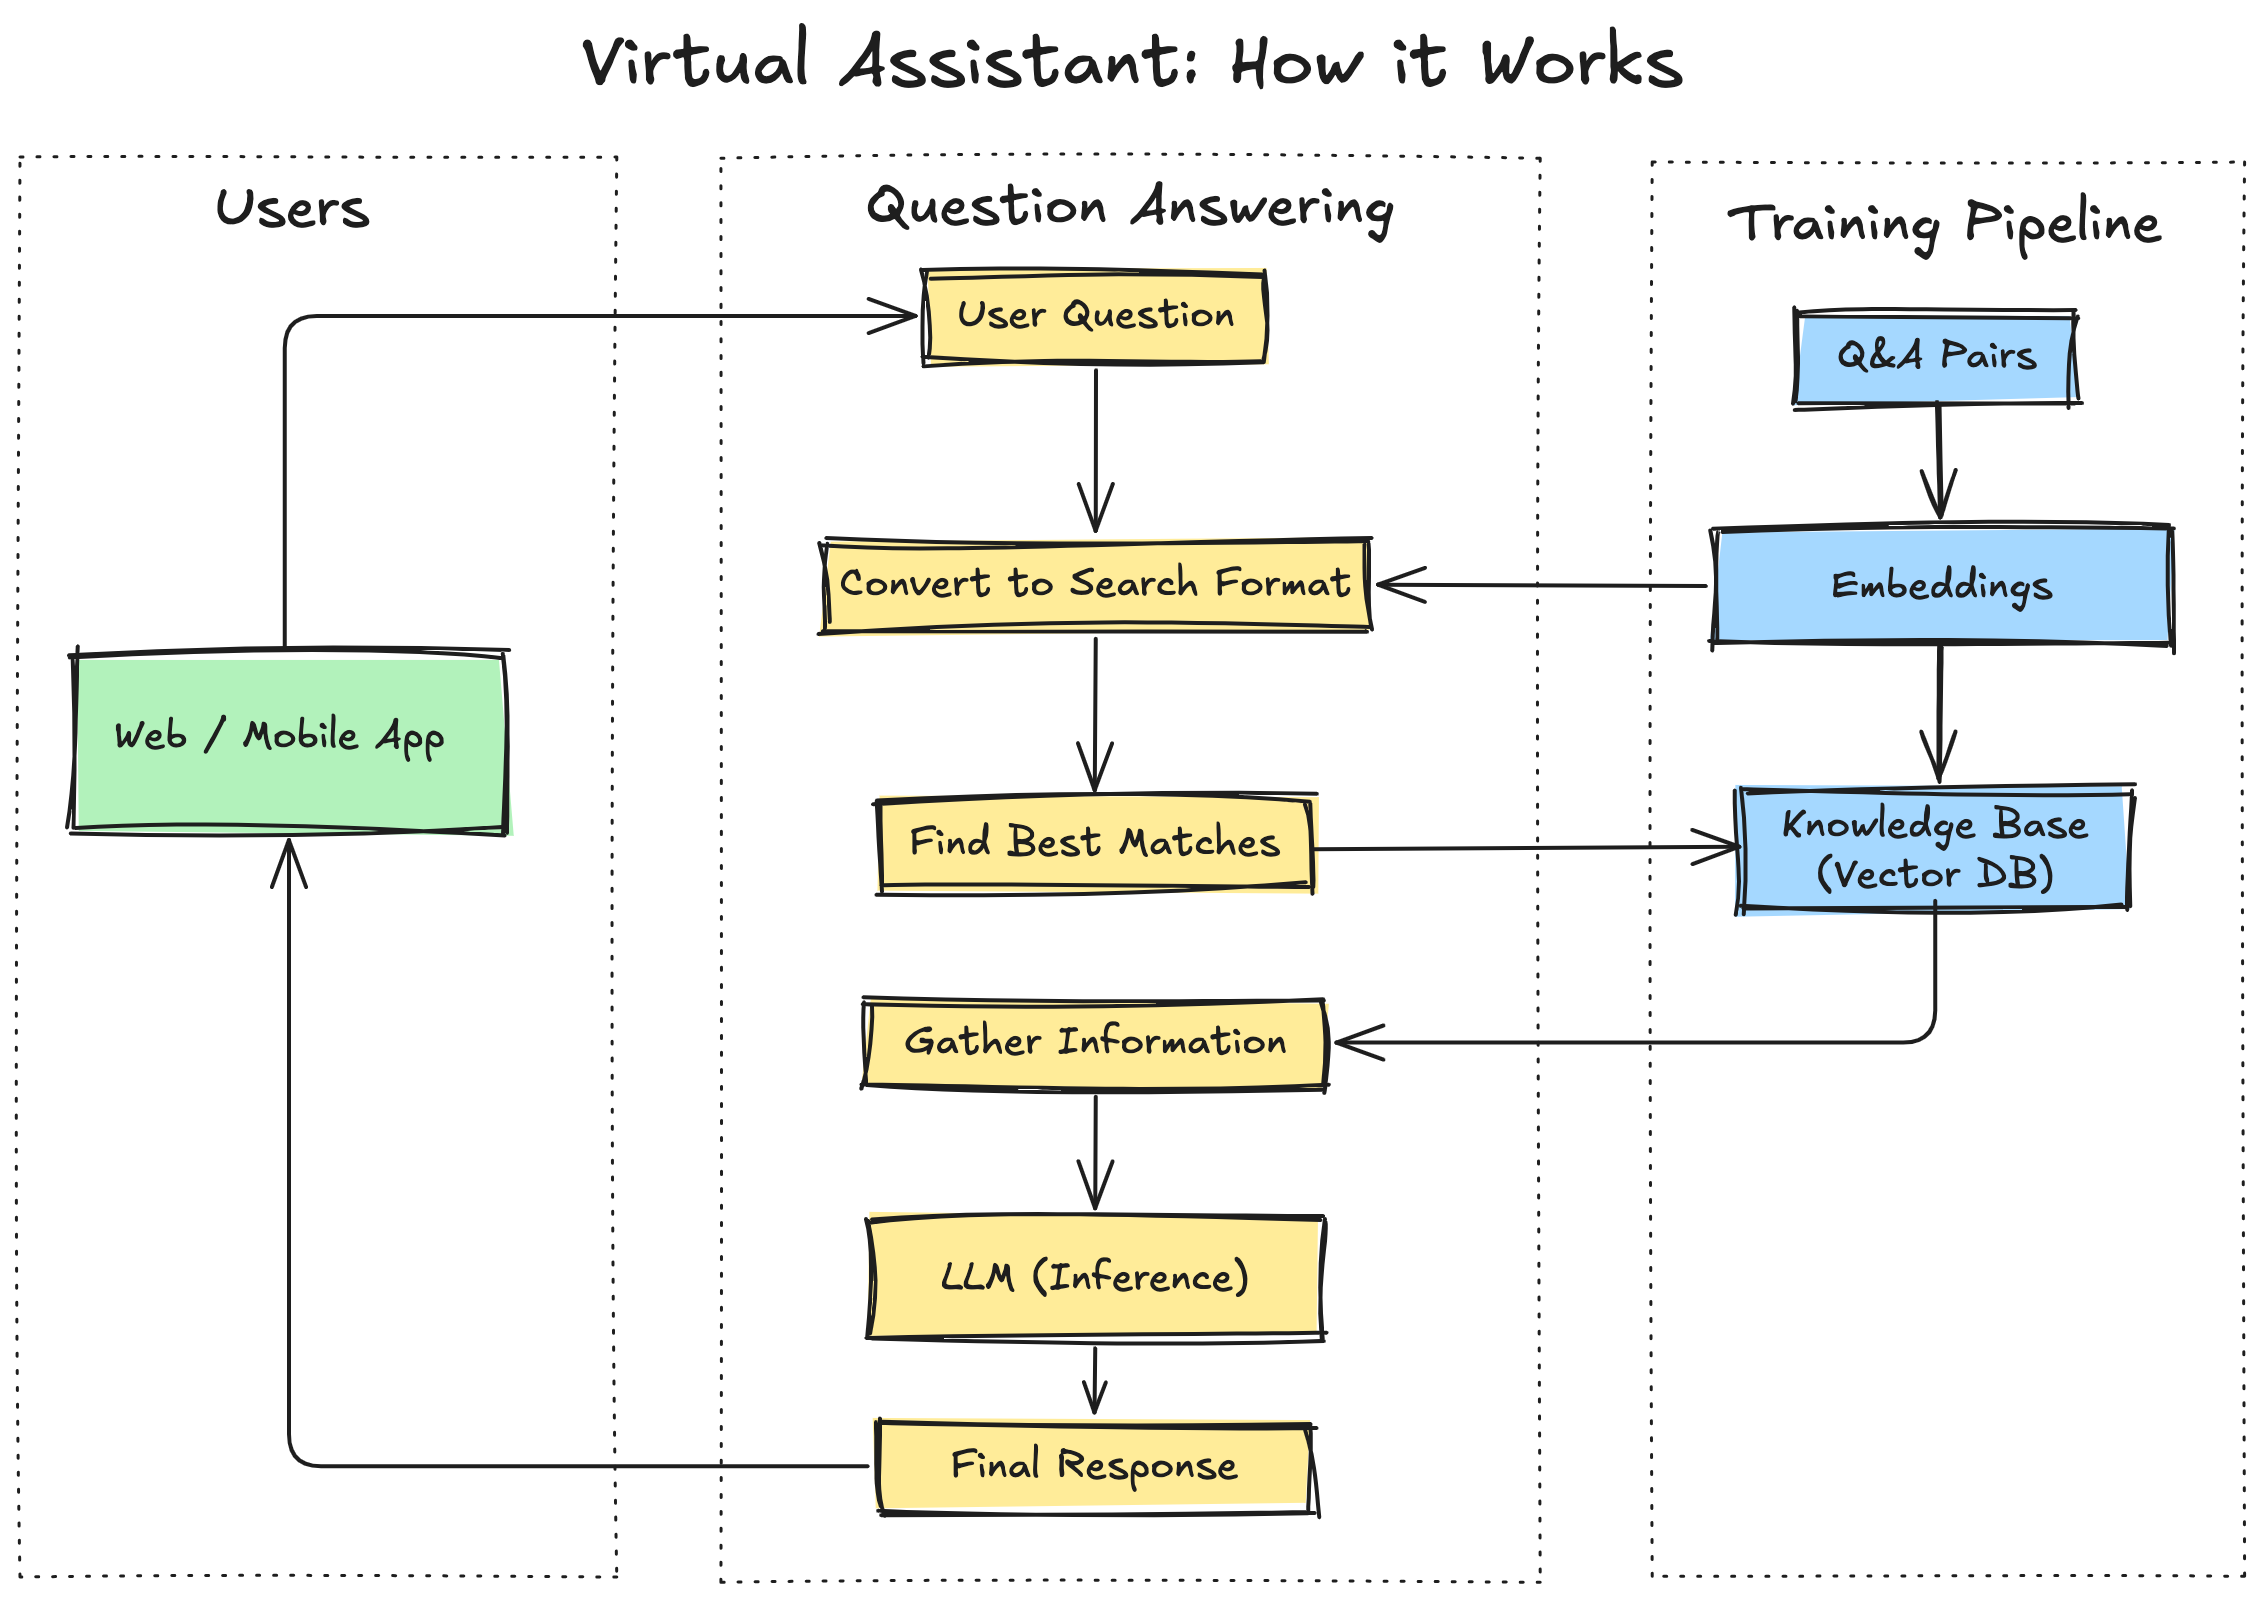 Virtual Assistant: How it Works
Users
Web / Mobile App
Question Answering
User Question
Convert to Search Format
Find Best Matches
Gather Information
LLM (Inference)
Final Response
Training Pipeline
Q&A Pairs
Embeddings
Knowledge Base
(Vector DB)